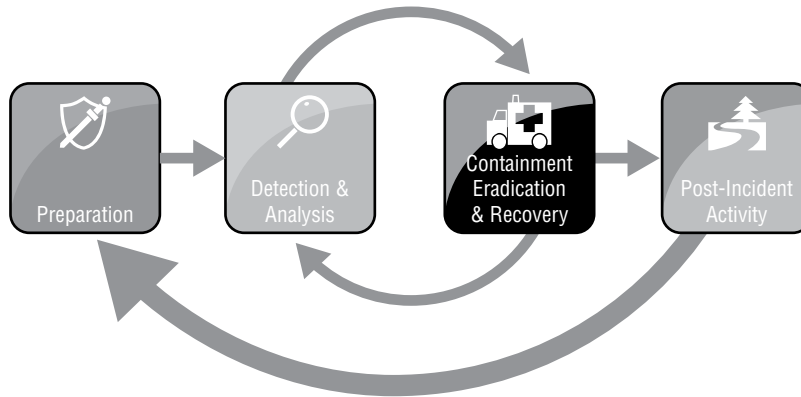 Preparation
Detection &
Analysis
Containment
Eradication
& Recovery
Post-Incident
Activity